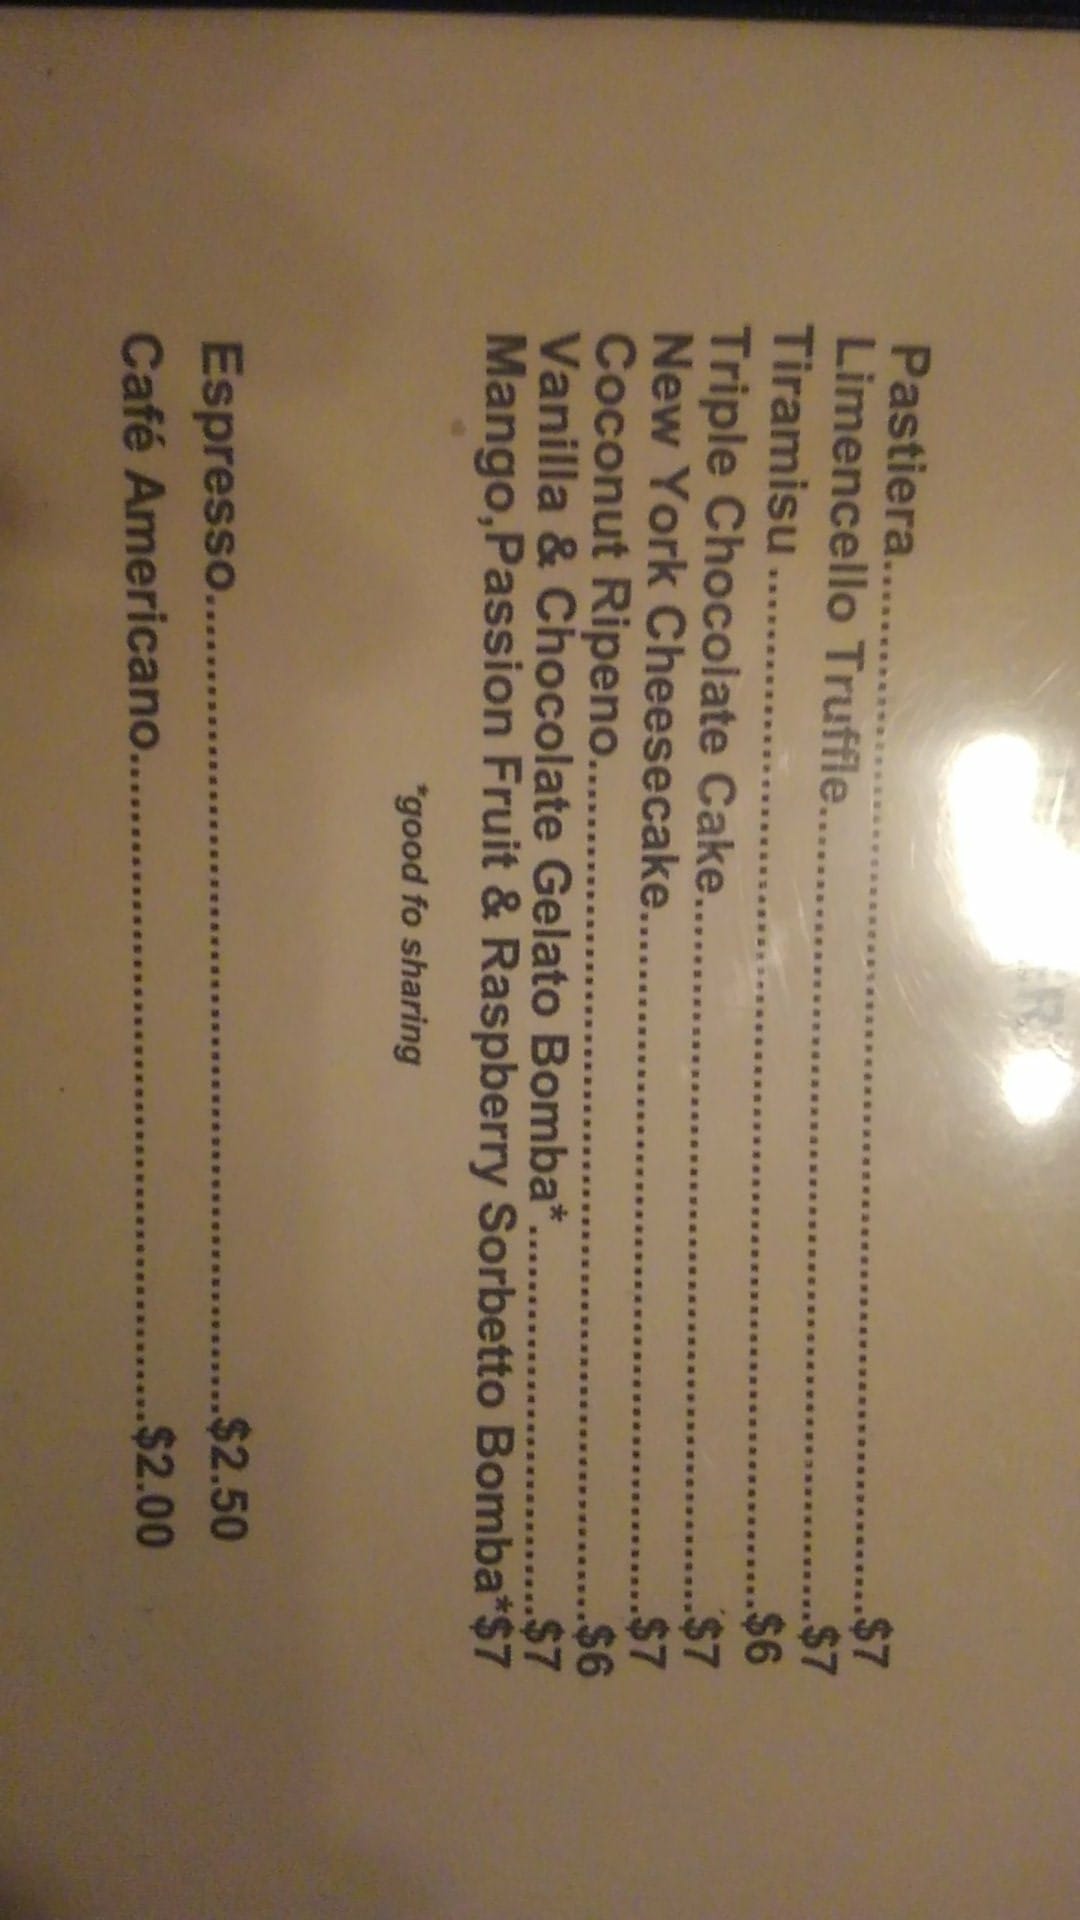 Pastiera..........................................................................$7
Limencello Truffle..........................................................$7
Tiramisu ..........................................................................$6
Triple Chocolate Cake....................................................$7
New York Cheesecake...................................................$7
Coconut Ripeno..............................................................$6
Vanilla & Chocolate Gelato Bomba* .............................$7
Mango,Passion Fruit & Raspberry Sorbetto Bomba*$7
*good fo sharing
Espresso..........................................................$2.50
Café Americano...............................................$2.00